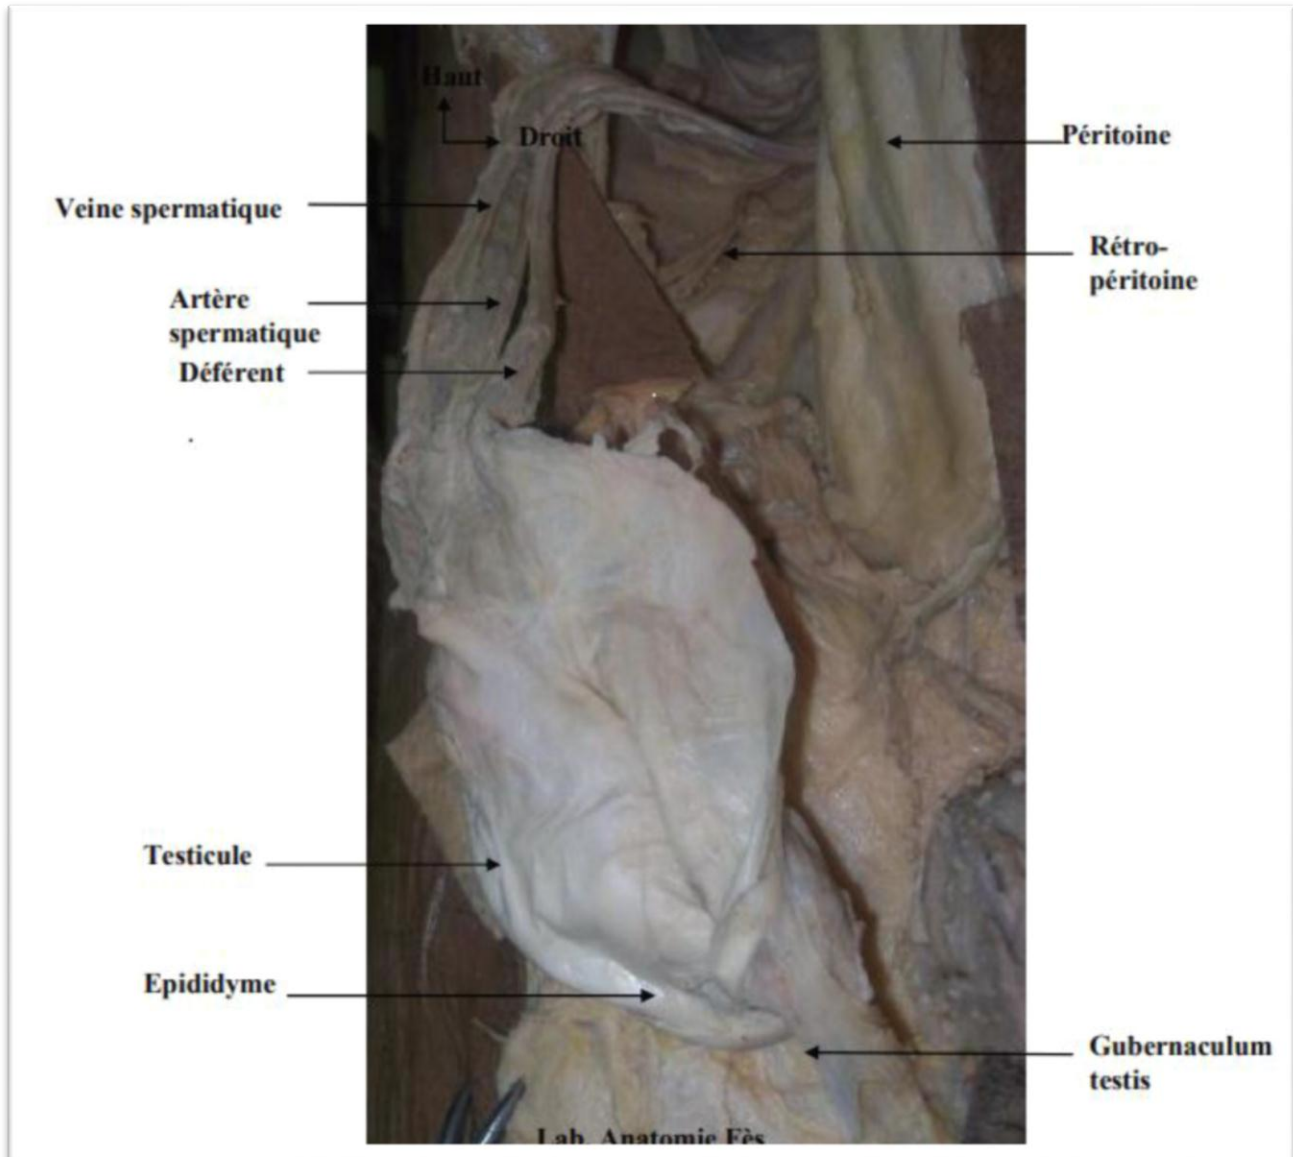 Haut
Droit
Péritoine
Veine spermatique
Rétro-
péritoine
Artère
spermatique
Déférent
Testicule
Epididyme
Gubernaculum
testis
Lab. Anatomie Fès